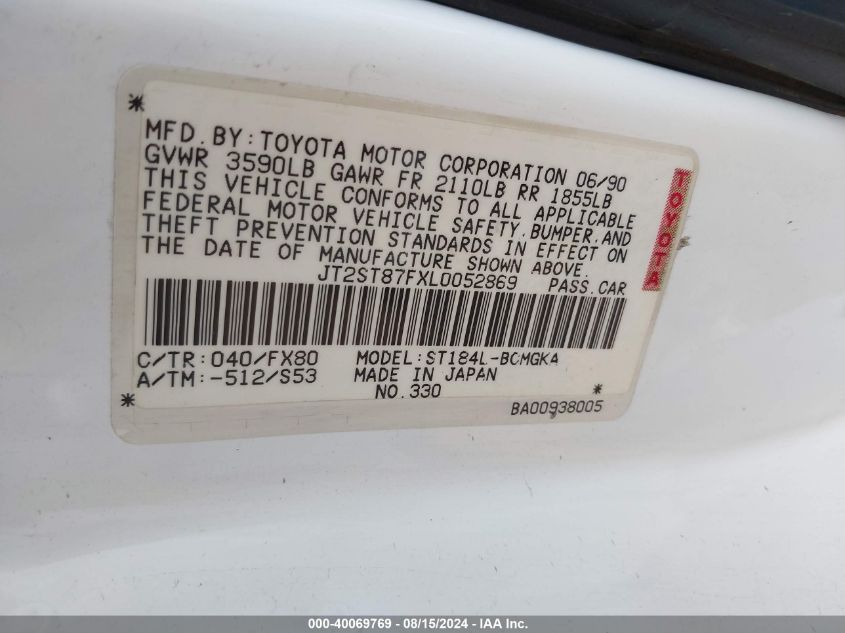 MFD. BY: TOYOTA MOTOR CORPORATION 06/90
GVWR 3590LB GAWR FR 2110LB RR 1855LB
THIS VEHICLE CONFORMS TO ALL APPLICABLE
FEDERAL MOTOR VEHICLE SAFETY, BUMPER, AND
THEFT PREVENTION STANDARDS IN EFFECT ON
THE DATE OF MANUFACTURE SHOWN ABOVE.
JT2ST87FXL0052869 PASS. CAR
TOYOTA
C/TR: 040/FX80 MODEL: ST184L-BCMGKA
A/TM: -512/S53 MADE IN JAPAN
NO. 330
BA00938005
000-40069769 - 08/15/2024 - IAA Inc.